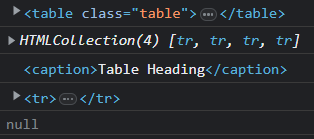 ▶<table class="table">…</table>
▶HTMLCollection(4) [tr, tr, tr, tr]
<caption>Table Heading</caption>
▶<tr>…</tr>
null